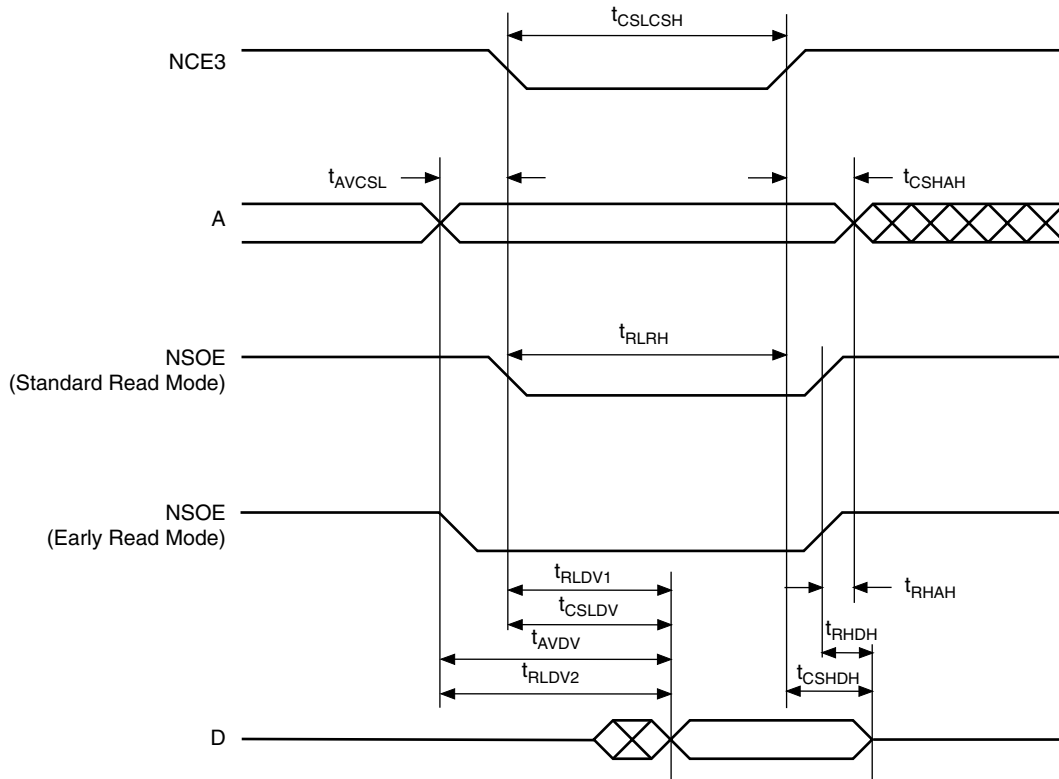 tCSLCSH
NCE3
tAVCSL
tCSHAH
A
tRLRH
NSOE
(Standard Read Mode)
NSOE
(Early Read Mode)
tRLDV1
tRHAH
tCSLDV
tRHDH
tAVDV
tCSHDH
tRLDV2
D